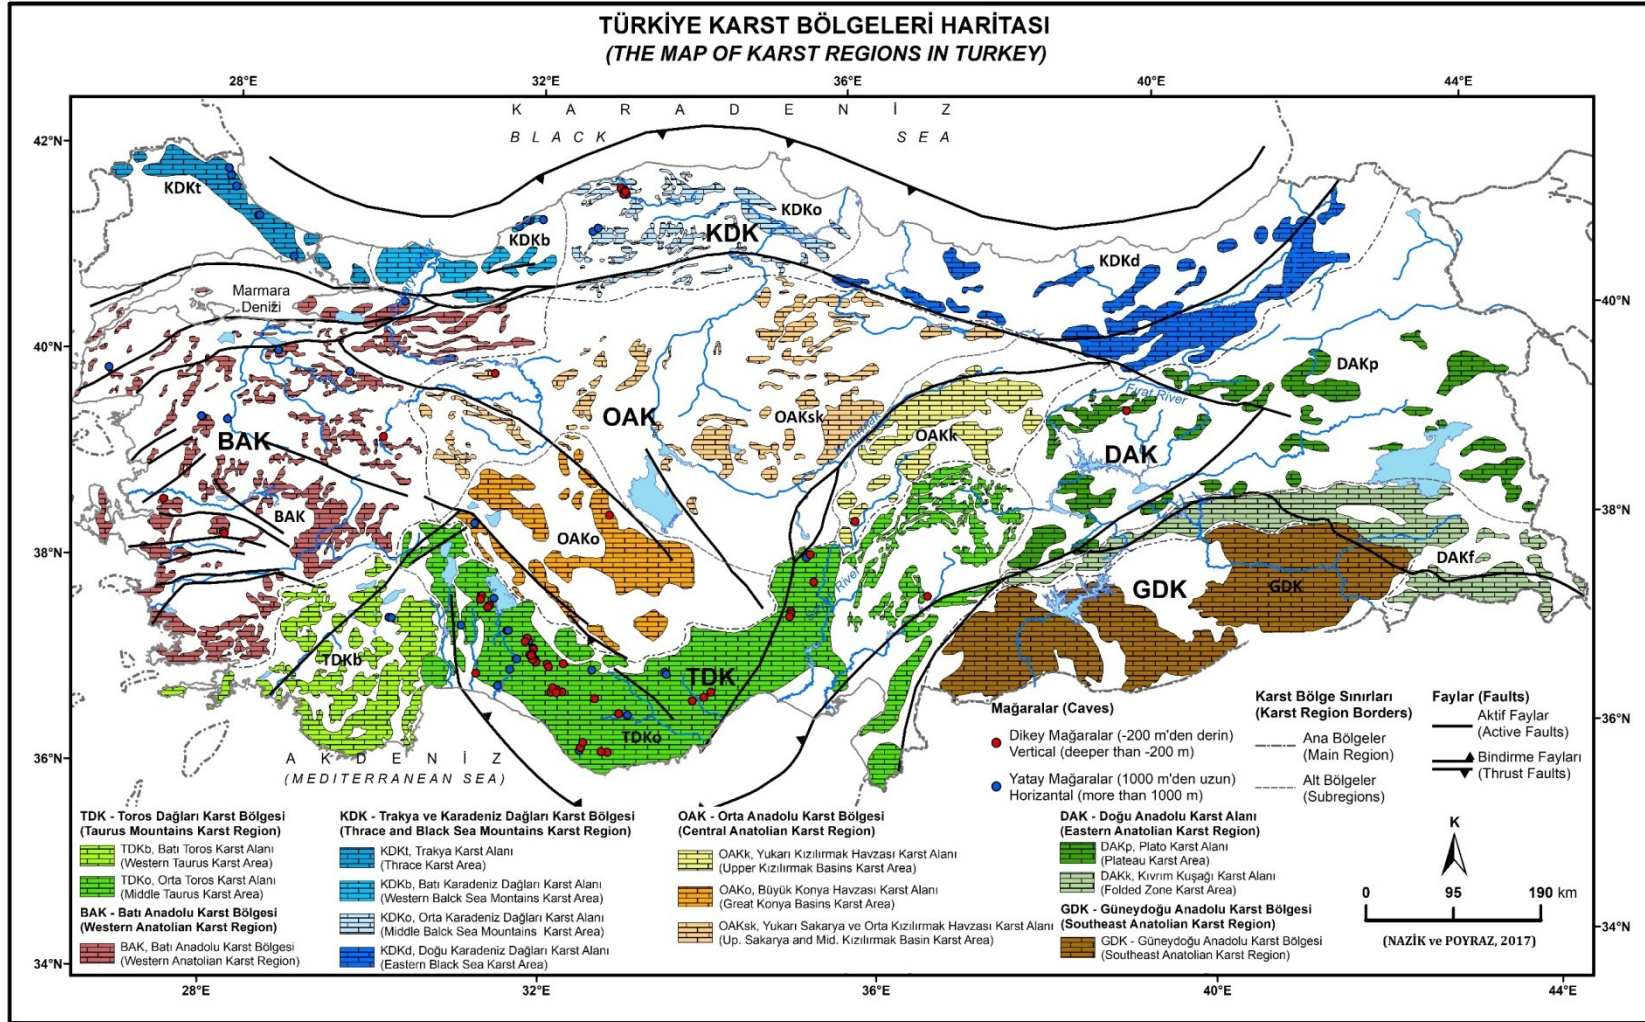 TÜRKİYE KARST BÖLGELERİ HARİTASI
(THE MAP OF KARST REGIONS IN TURKEY)
28°E 32°E 36°E 40°E 44°E
K A R A D E N İ Z
B L A C K S E A
42°N
KDKt
KDKo
KDKb
KDK
KDKd
Marmara
Denizi
40°N
40°N
DAKp
Fırat River
OAK
OAKsk
Kızılırmak
OAKk
BAK
DAK
BAK
38°N
38°N
OAKo
DAKf
GDK
GDK
River
TDKb
TDK
TDKo
36°N
36°N
A K D E N İ Z
(MEDITERRANEAN SEA)
Mağaralar (Caves)
Dikey Mağaralar (-200 m'den derin)
Vertical (deeper than -200 m)
Yatay Mağaralar (1000 m'den uzun)
Horizantal (more than 1000 m)
Karst Bölge Sınırları
(Karst Region Borders)
Ana Bölgeler
(Main Region)
Alt Bölgeler
(Subregions)
Faylar (Faults)
Aktif Faylar
(Active Faults)
Bindirme Fayları
(Thrust Faults)
TDK - Toros Dağları Karst Bölgesi
(Taurus Mountains Karst Region)
TDKb, Batı Toros Karst Alanı
(Western Taurus Karst Area)
TDKo, Orta Toros Karst Alanı
(Middle Taurus Karst Area)
BAK - Batı Anadolu Karst Bölgesi
(Western Anatolian Karst Region)
BAK, Batı Anadolu Karst Bölgesi
(Western Anatolian Karst Region)
KDK - Trakya ve Karadeniz Dağları Karst Bölgesi
(Thrace and Black Sea Mountains Karst Region)
KDKt, Trakya Karst Alanı
(Thrace Karst Area)
KDKb, Batı Karadeniz Dağları Karst Alanı
(Western Balck Sea Montains Karst Area)
KDKo, Orta Karadeniz Dağları Karst Alanı
(Middle Balck Sea Mountains Karst Area)
KDKd, Doğu Karadeniz Dağları Karst Alanı
(Eastern Black Sea Karst Area)
OAK - Orta Anadolu Karst Bölgesi
(Central Anatolian Karst Region)
OAKk, Yukarı Kızılırmak Havzası Karst Alanı
(Upper Kızılırmak Basins Karst Area)
OAKo, Büyük Konya Havzası Karst Alanı
(Great Konya Basins Karst Area)
OAKsk, Yukarı Sakarya ve Orta Kızılırmak Havzası Karst Alanı
(Up. Sakarya and Mid. Kızılırmak Basin Karst Area)
DAK - Doğu Anadolu Karst Alanı
(Eastern Anatolian Karst Region)
DAKp, Plato Karst Alanı
(Plateau Karst Area)
DAKk, Kıvrım Kuşağı Karst Alanı
(Folded Zone Karst Area)
GDK - Güneydoğu Anadolu Karst Bölgesi
(Southeast Anatolian Karst Region)
GDK - Güneydoğu Anadolu Karst Bölgesi
(Southeast Anatolian Karst Region)
K
0 95 190 km
(NAZİK ve POYRAZ, 2017)
34°N
34°N
28°E 32°E 36°E 40°E 44°E